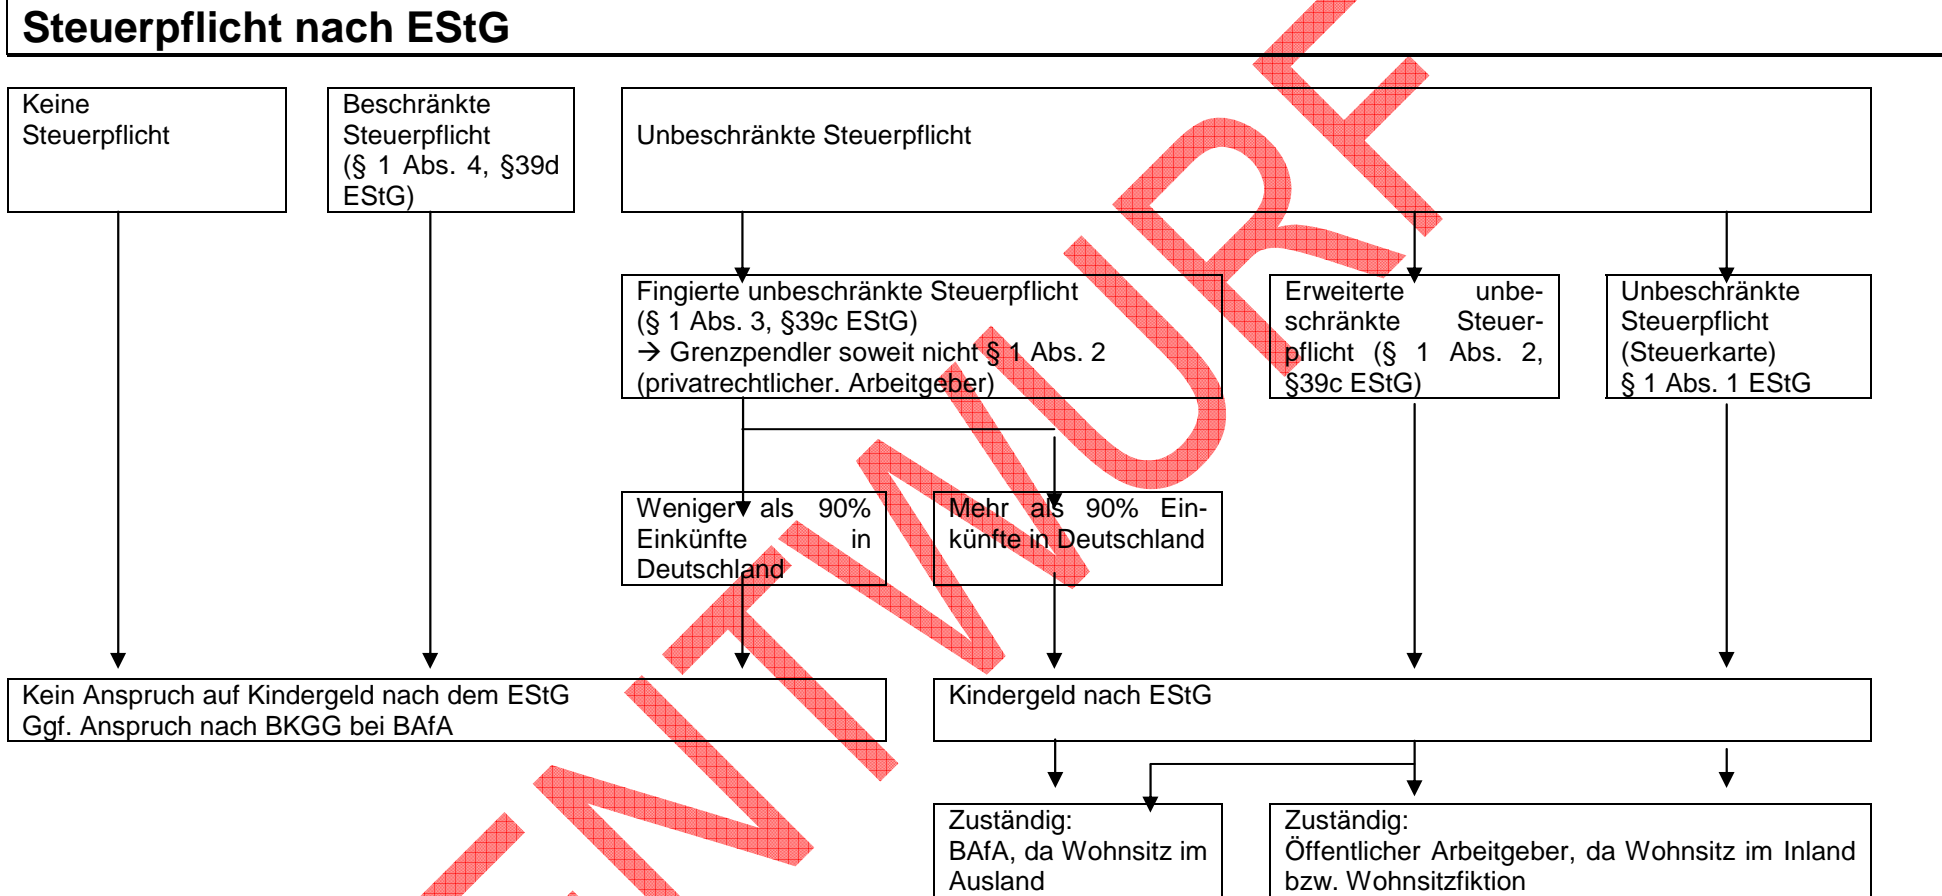 Steuerpflicht nach EStG
Keine
Steuerpflicht
Beschränkte
Steuerpflicht
(§ 1 Abs. 4, §39d
EStG)
Unbeschränkte Steuerpflicht
Fingierte unbeschränkte Steuerpflicht
(§ 1 Abs. 3, §39c EStG)
→ Grenzpendler soweit nicht § 1 Abs. 2
(privatrechtlicher. Arbeitgeber)
Erweiterte unbe-
schränkte Steuer-
pflicht (§ 1 Abs. 2,
§39c EStG)
Unbeschränkte
Steuerpflicht
(Steuerkarte)
§ 1 Abs. 1 EStG
Weniger als 90%
Einkünfte in
Deutschland
Mehr als 90% Ein-
künfte in Deutschland
Kein Anspruch auf Kindergeld nach dem EStG
Ggf. Anspruch nach BKGG bei BAfA
Kindergeld nach EStG
Zuständig:
BAfA, da Wohnsitz im
Ausland
Zuständig:
Öffentlicher Arbeitgeber, da Wohnsitz im Inland
bzw. Wohnsitzfiktion
ENTWURF